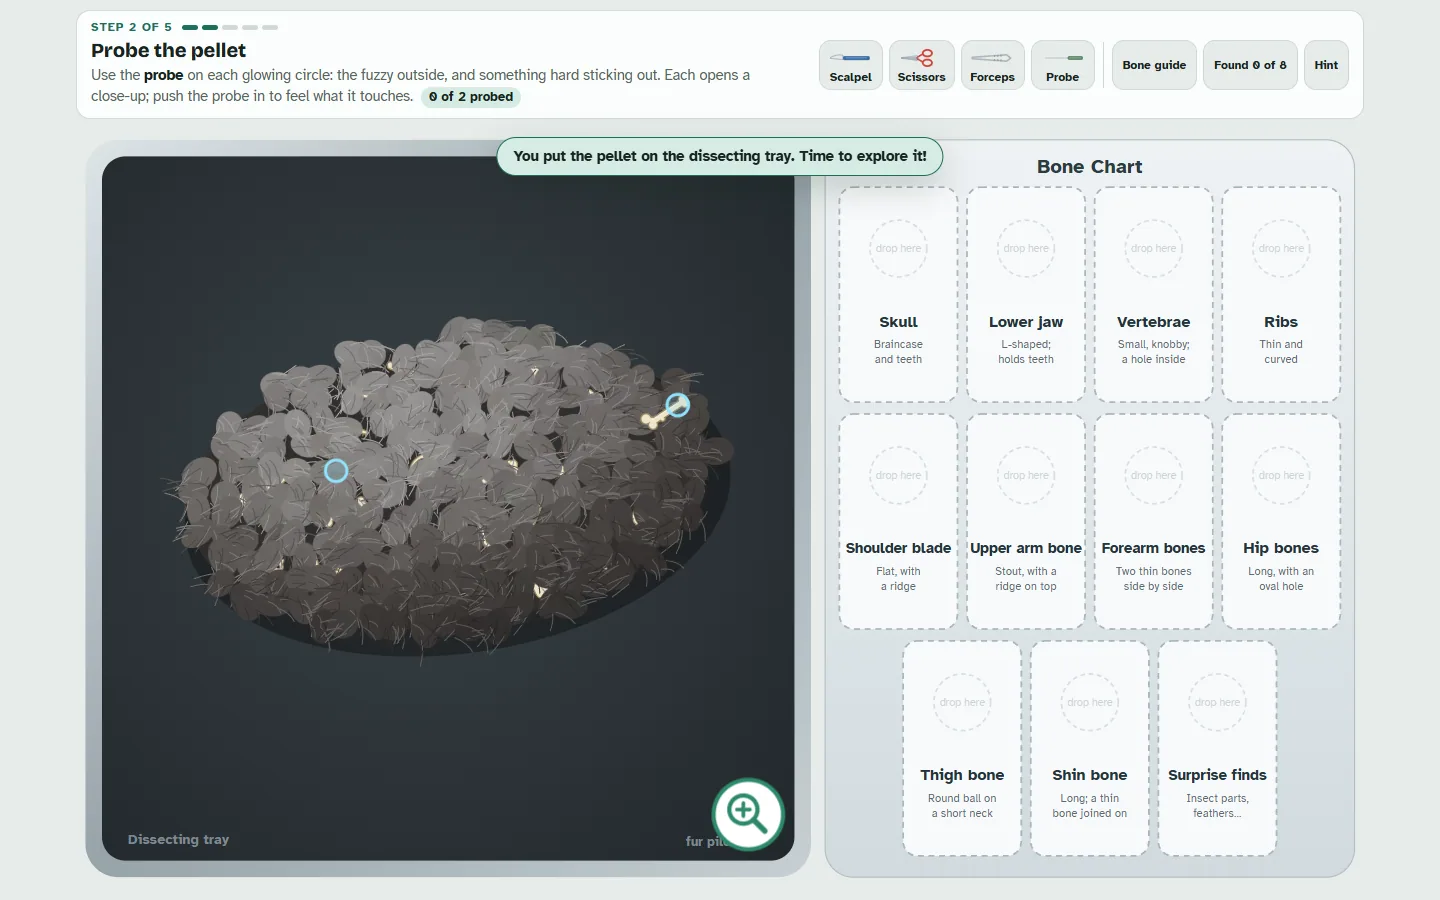 STEP 2 OF 5
Probe the pellet
Use the probe on each glowing circle: the fuzzy outside, and something hard sticking out. Each opens a
close-up; push the probe in to feel what it touches. 0 of 2 probed
Scalpel
Scissors
Forceps
Probe
Bone guide
Found 0 of 8
Hint
You put the pellet on the dissecting tray. Time to explore it!
Dissecting tray
fur
Bone Chart
drop here
drop here
drop here
drop here
Skull
Lower jaw
Vertebrae
Ribs
Braincase
and teeth
L-shaped;
holds teeth
Small, knobby;
a hole inside
Thin and
curved
drop here
drop here
drop here
drop here
Shoulder blade
Upper arm bone
Forearm bones
Hip bones
Flat, with
a ridge
Stout, with a
ridge on top
Two thin bones
side by side
Long, with an
oval hole
drop here
drop here
drop here
Thigh bone
Shin bone
Surprise finds
Round ball on
a short neck
Long; a thin
bone joined on
Insect parts,
feathers...